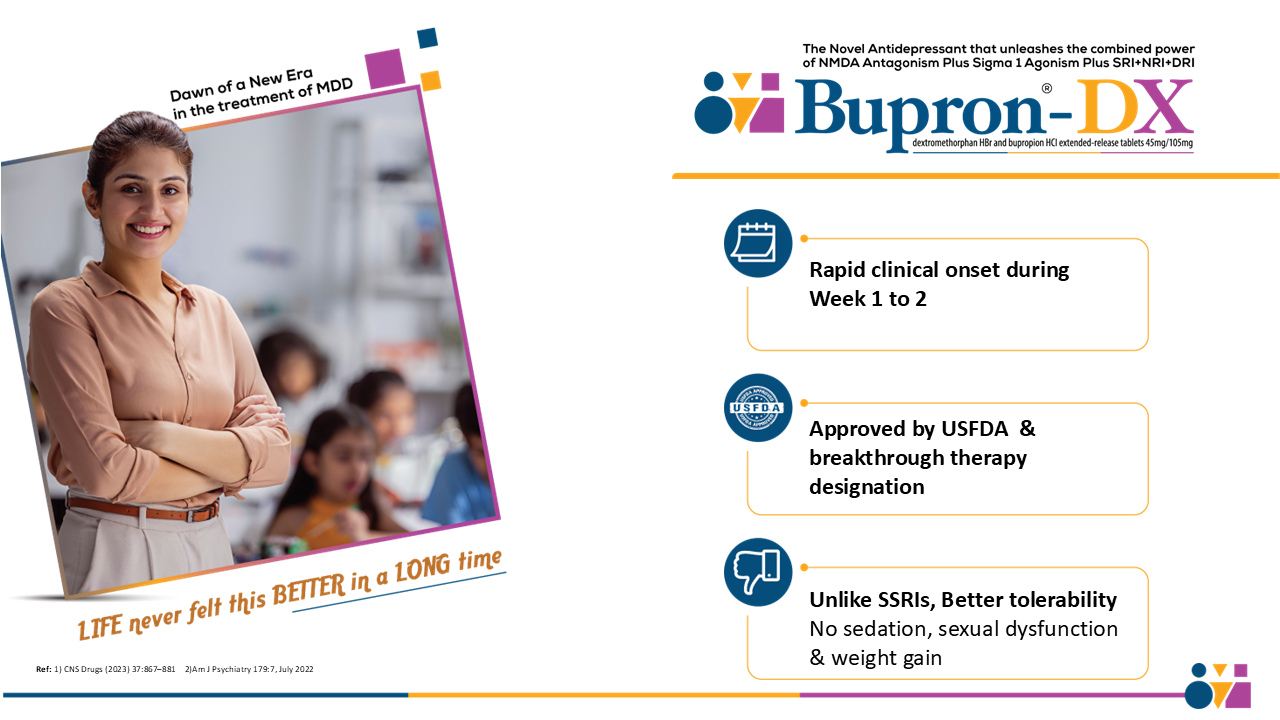 Dawn of a New Era
in the treatment of MDD
LIFE never felt this BETTER in a LONG time
Ref: 1) CNS Drugs (2023) 37:867–881 2)Am J Psychiatry 179:7, July 2022
The Novel Antidepressant that unleashes the combined power
of NMDA Antagonism Plus Sigma 1 Agonism Plus SRI+NRI+DRI
Bupron-DX®
dextromethorphan HBr and bupropion HCl extended-release tablets 45mg/105mg
Rapid clinical onset during
Week 1 to 2
USFDA
Approved by USFDA &
breakthrough therapy
designation
Unlike SSRIs, Better tolerability
No sedation, sexual dysfunction
& weight gain